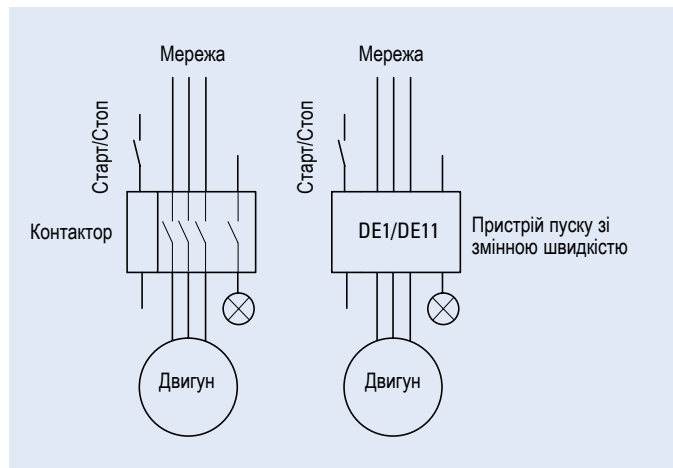 Мережа
Мережа
Старт/Стоп
Старт/Стоп
Контактор
DE1/DE11
Пристрій пуску зі
змінною швидкістю
Двигун
Двигун